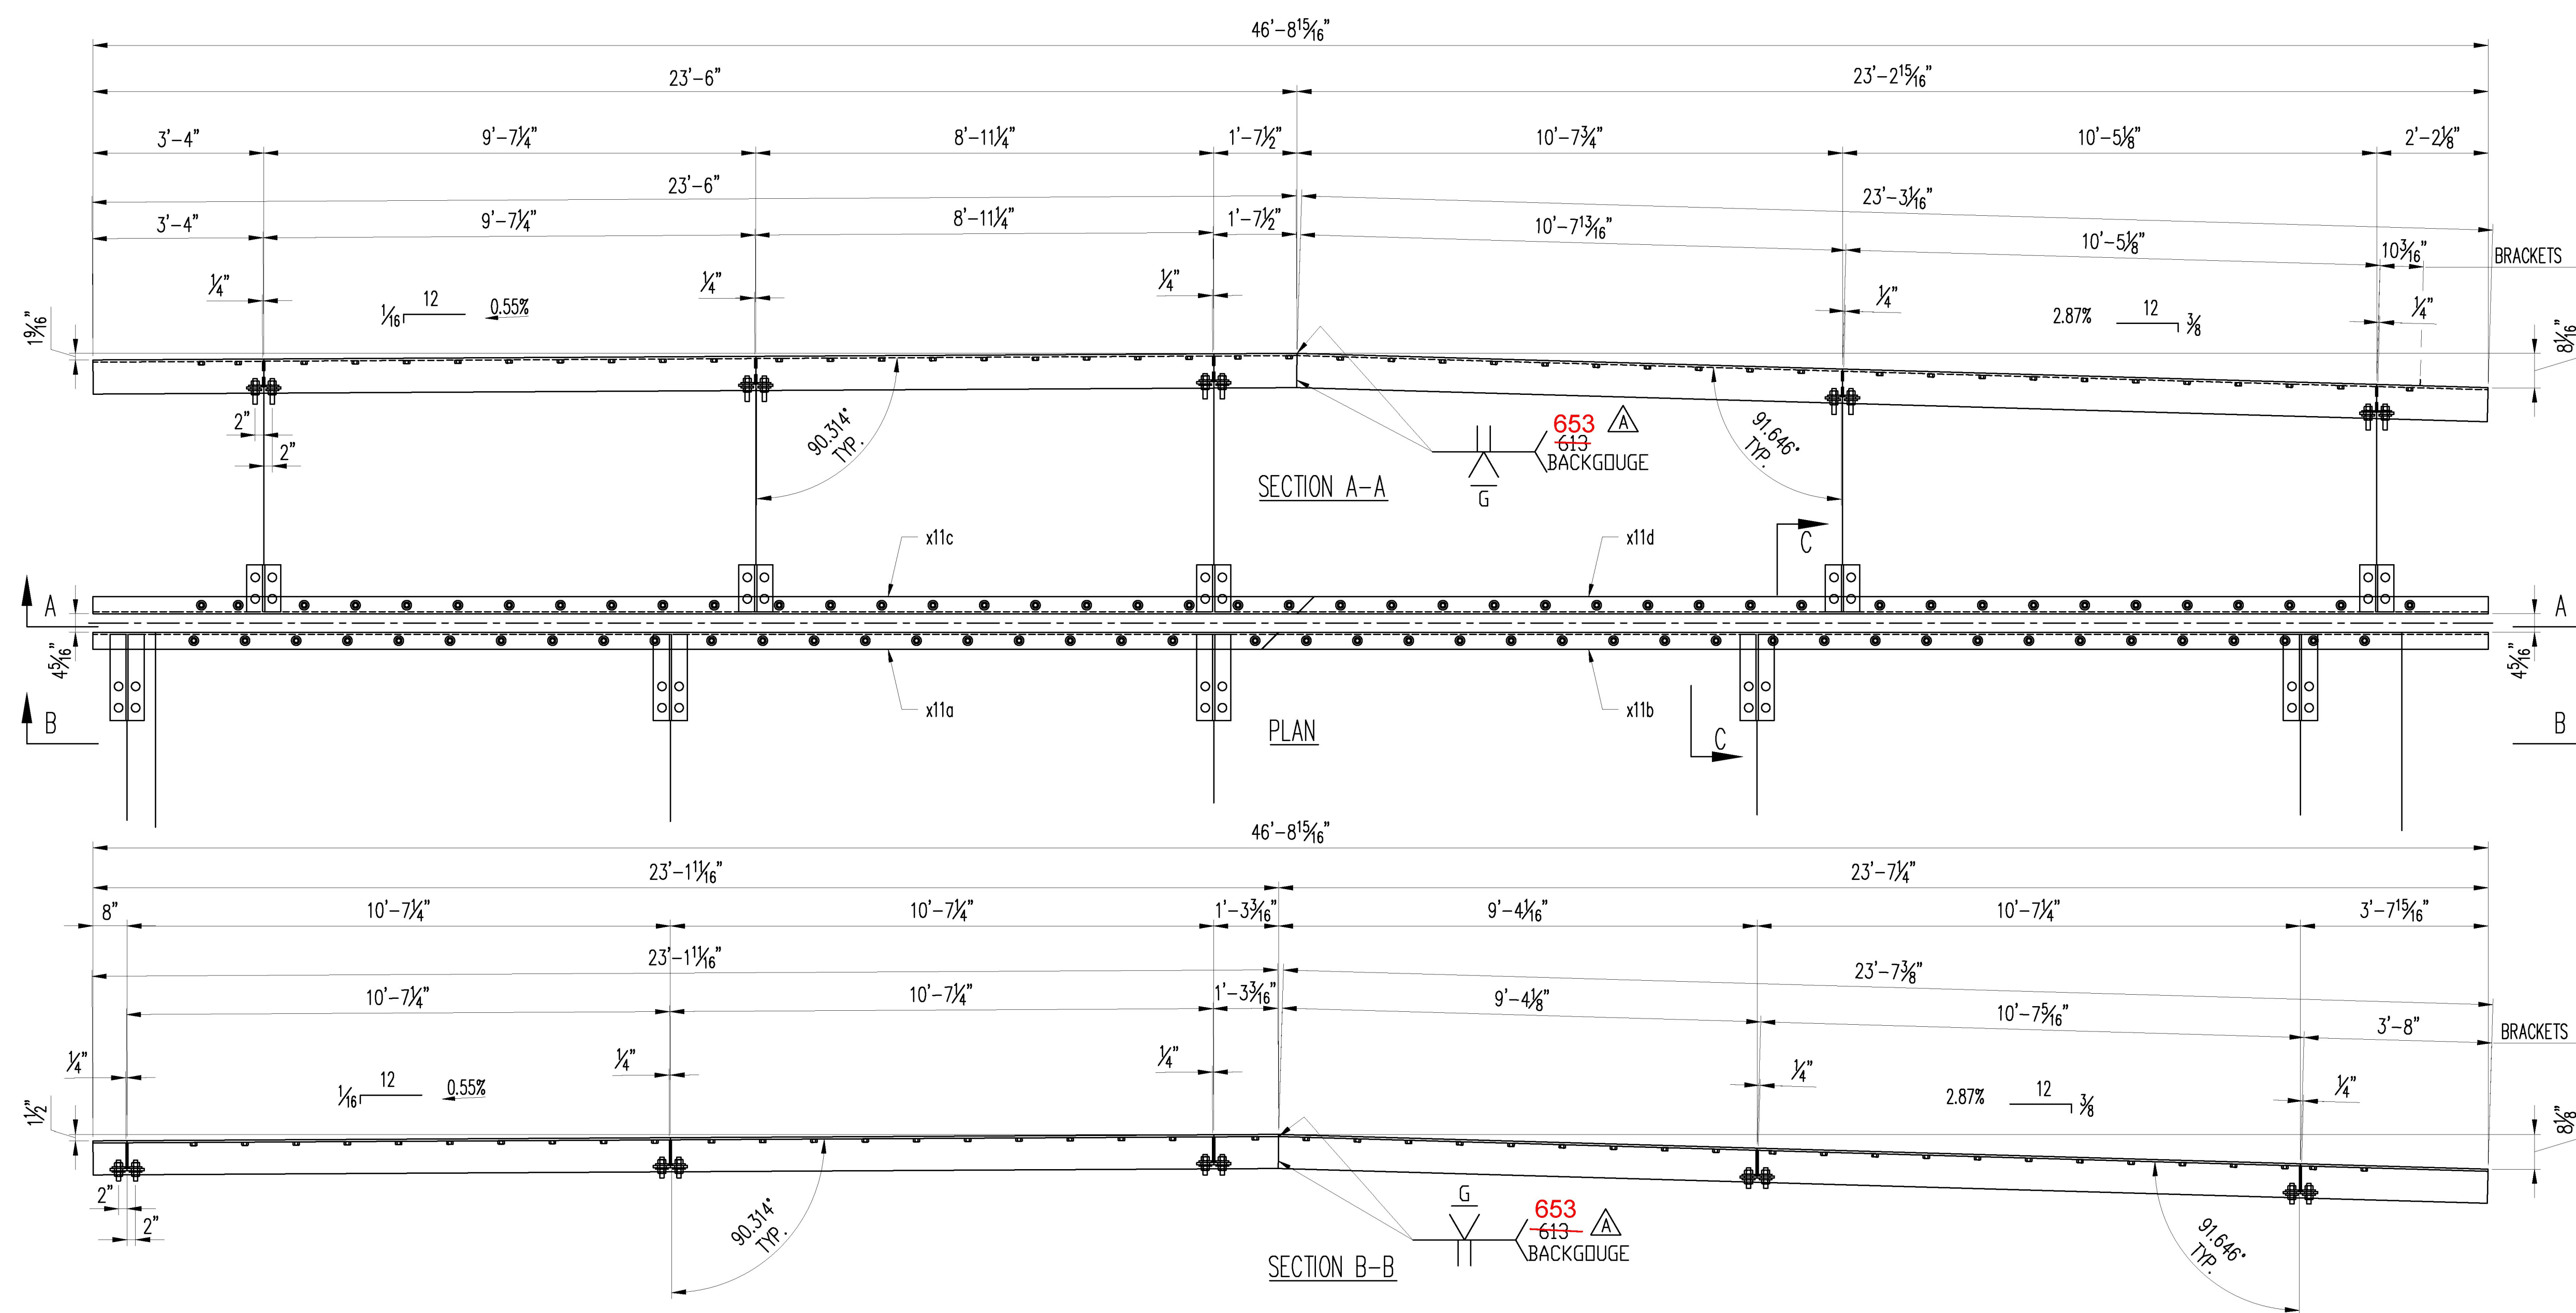 46'-8 15/16"
23'-6" 23'-2 15/16"
3'-4" 9'-7 1/4" 8'-11 1/4" 1'-7 1/2" 10'-7 3/4" 10'-5 1/8" 2'-2 1/8"
23'-6" 23'-3 1/16"
3'-4" 9'-7 1/4" 8'-11 1/4" 1'-7 1/2" 10'-7 13/16" 10'-5 1/8" 10 3/16" BRACKETS
1/4" 1/4" 1/4" 1/4" 1/4"
1 9/16" 1/16 12 0.55% 2.87% 12 3/8 8 1/16"
2" 2"
90.314°
TYP.
653 A
613
BACKGOUGE
G
91.646°
TYP.
SECTION A-A
x11c x11d C
A A
4 5/16" 4 5/16"
B x11a x11b B
PLAN C
46'-8 15/16"
23'-1 11/16" 23'-7 1/4"
8" 10'-7 1/4" 10'-7 1/4" 1'-3 3/16" 9'-4 1/16" 10'-7 1/4" 3'-7 15/16"
23'-1 11/16" 23'-7 3/8"
10'-7 1/4" 10'-7 1/4" 1'-3 3/16" 9'-4 1/8" 10'-7 5/16" 3'-8" BRACKETS
1/4" 1/4" 1/4" 1/4" 1/4"
1 1/2" 1/16 12 0.55% 2.87% 12 3/8 8 1/8"
2" 2"
90.314°
TYP.
G
653 A
613
BACKGOUGE
91.646°
TYP.
SECTION B-B